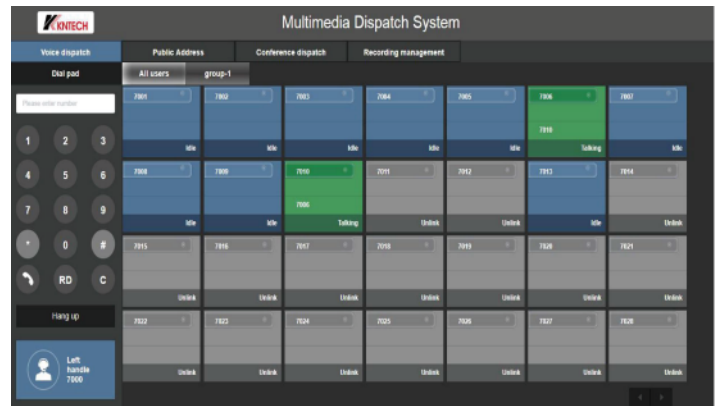 KNTECH
Multimedia Dispatch System
Voice dispatch Public Address Conference dispatch Recording management
Dial pad All users group-1
Please enter number
7001 7002 7003 7004 7005 7006 7007
7010
Idle Idle Idle Idle Idle Talking Idle
1 2 3
4 5 6
7 8 9
* 0 #
RD C
Hang up
Left
handle
7000
7008 7009 7010 7011 7012 7013 7014
7006
Idle Idle Talking Unlink Unlink Idle Unlink
7015 7016 7017 7018 7019 7020 7021
Unlink Unlink Unlink Unlink Unlink Unlink Unlink
7022 7023 7024 7025 7026 7027 7028
Unlink Unlink Unlink Unlink Unlink Unlink Unlink